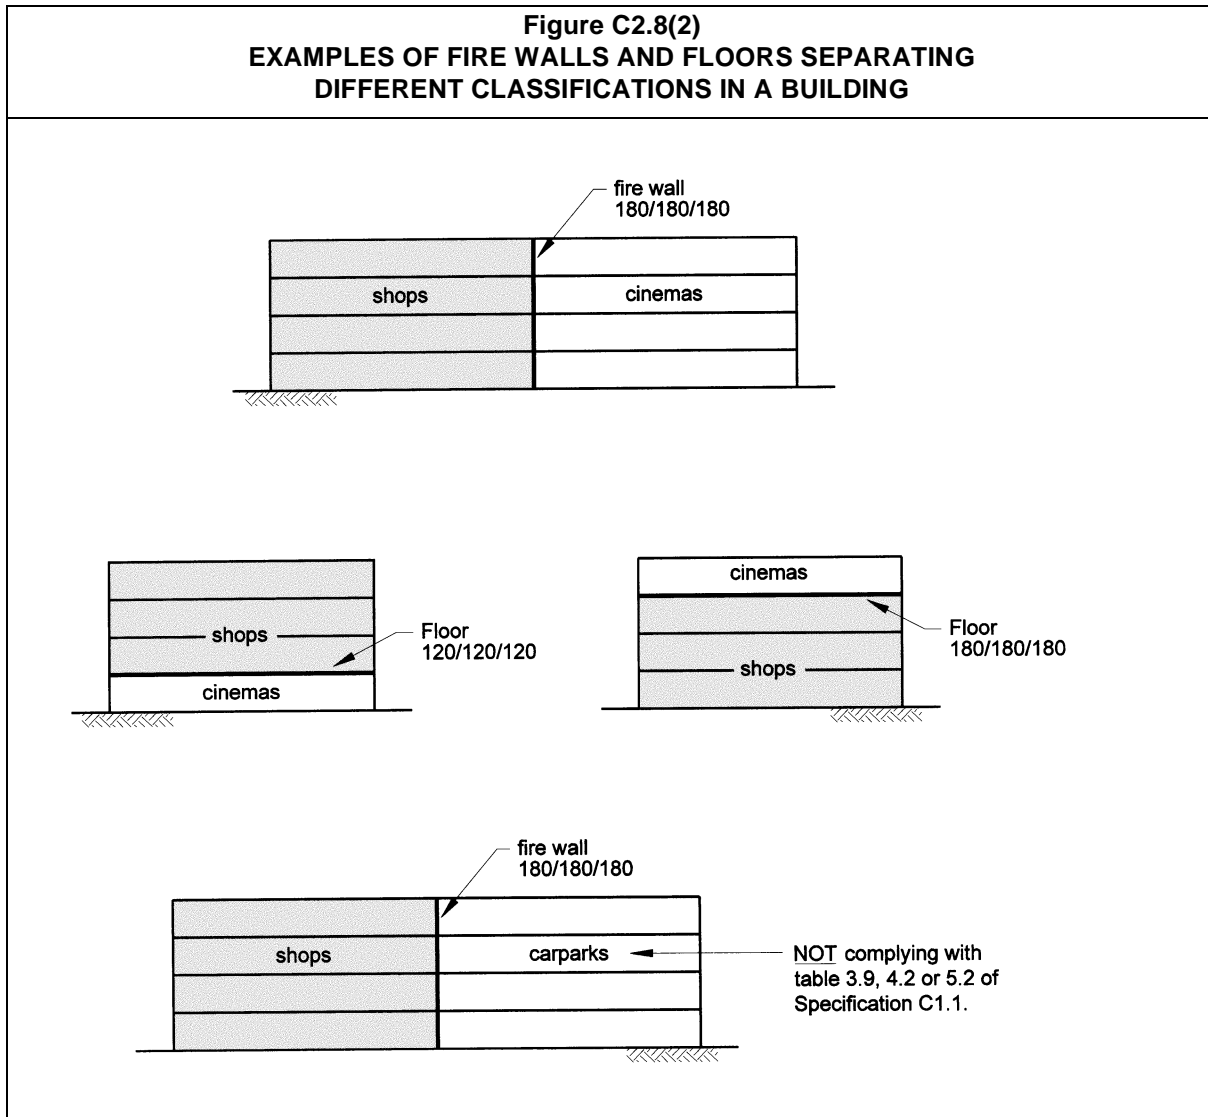 Figure C2.8(2)
EXAMPLES OF FIRE WALLS AND FLOORS SEPARATING
DIFFERENT CLASSIFICATIONS IN A BUILDING
fire wall
180/180/180
shops
cinemas
shops
Floor
120/120/120
cinemas
cinemas
Floor
180/180/180
shops
fire wall
180/180/180
shops
carparks
NOT complying with
table 3.9, 4.2 or 5.2 of
Specification C1.1.